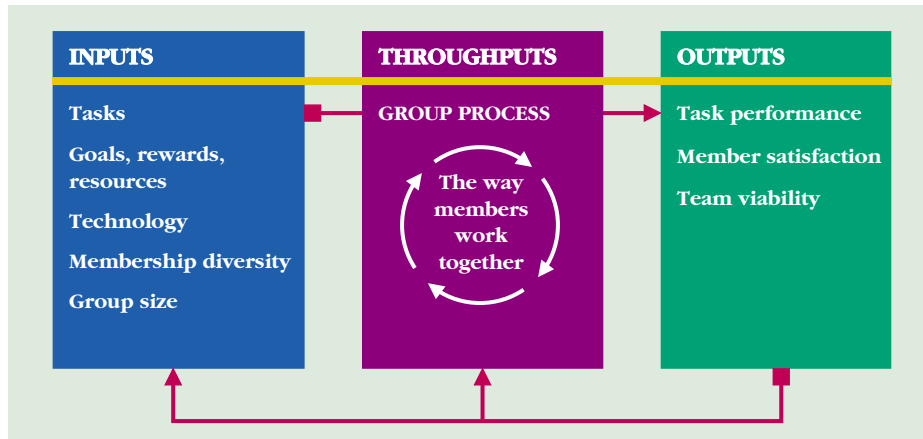 INPUTS
Tasks
Goals, rewards,
resources
Technology
Membership diversity
Group size
THROUGHPUTS
GROUP PROCESS
The way
members
work
together
OUTPUTS
Task performance
Member satisfaction
Team viability